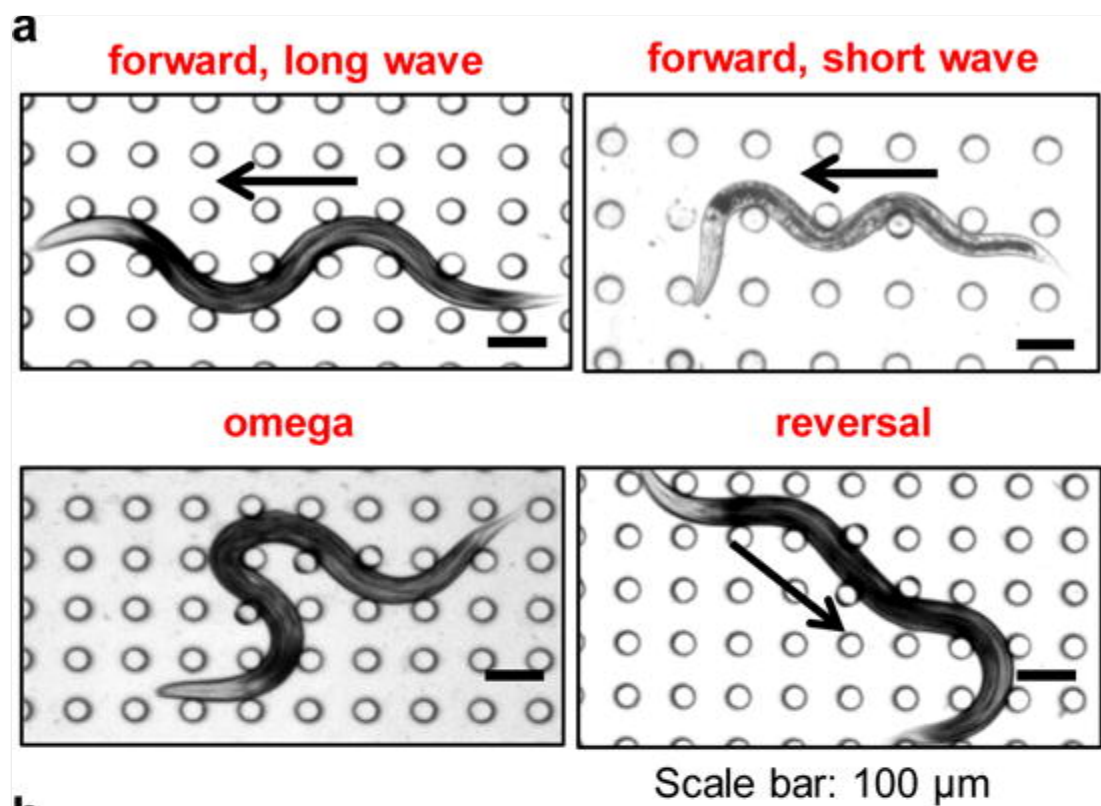 a
forward, long wave
forward, short wave
omega
reversal
Scale bar: 100 μm